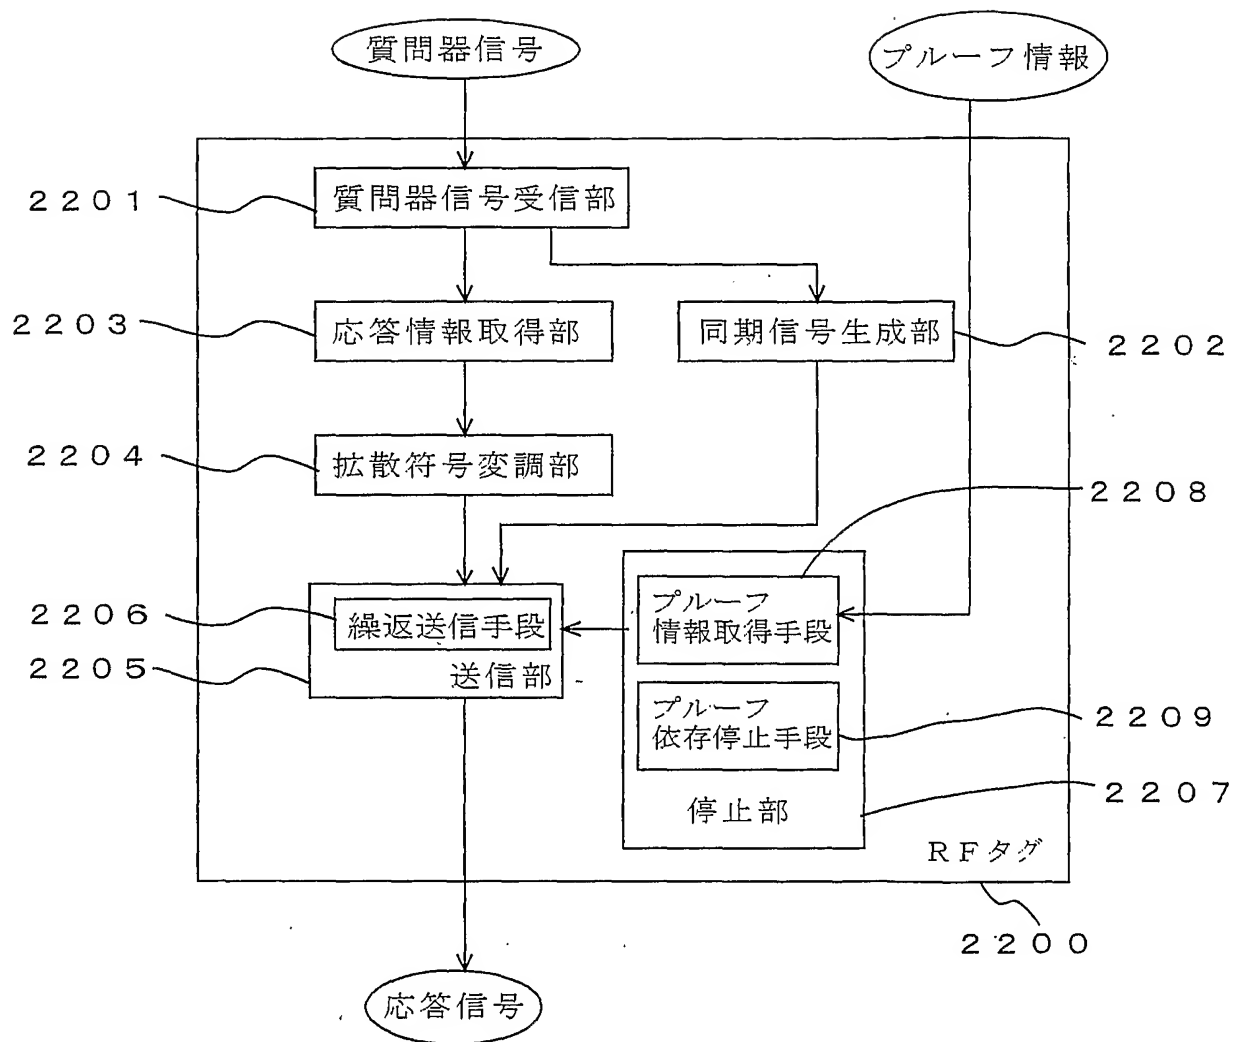 質問器信号
プルーフ情報
2201
質問器信号受信部
2203
応答情報取得部
同期信号生成部
2202
2204
拡散符号変調部
2208
2206
繰返送信手段
プルーフ
情報取得手段
2205
送信部
プルーフ
依存停止手段
2209
停止部
2207
RFタグ
2200
応答信号